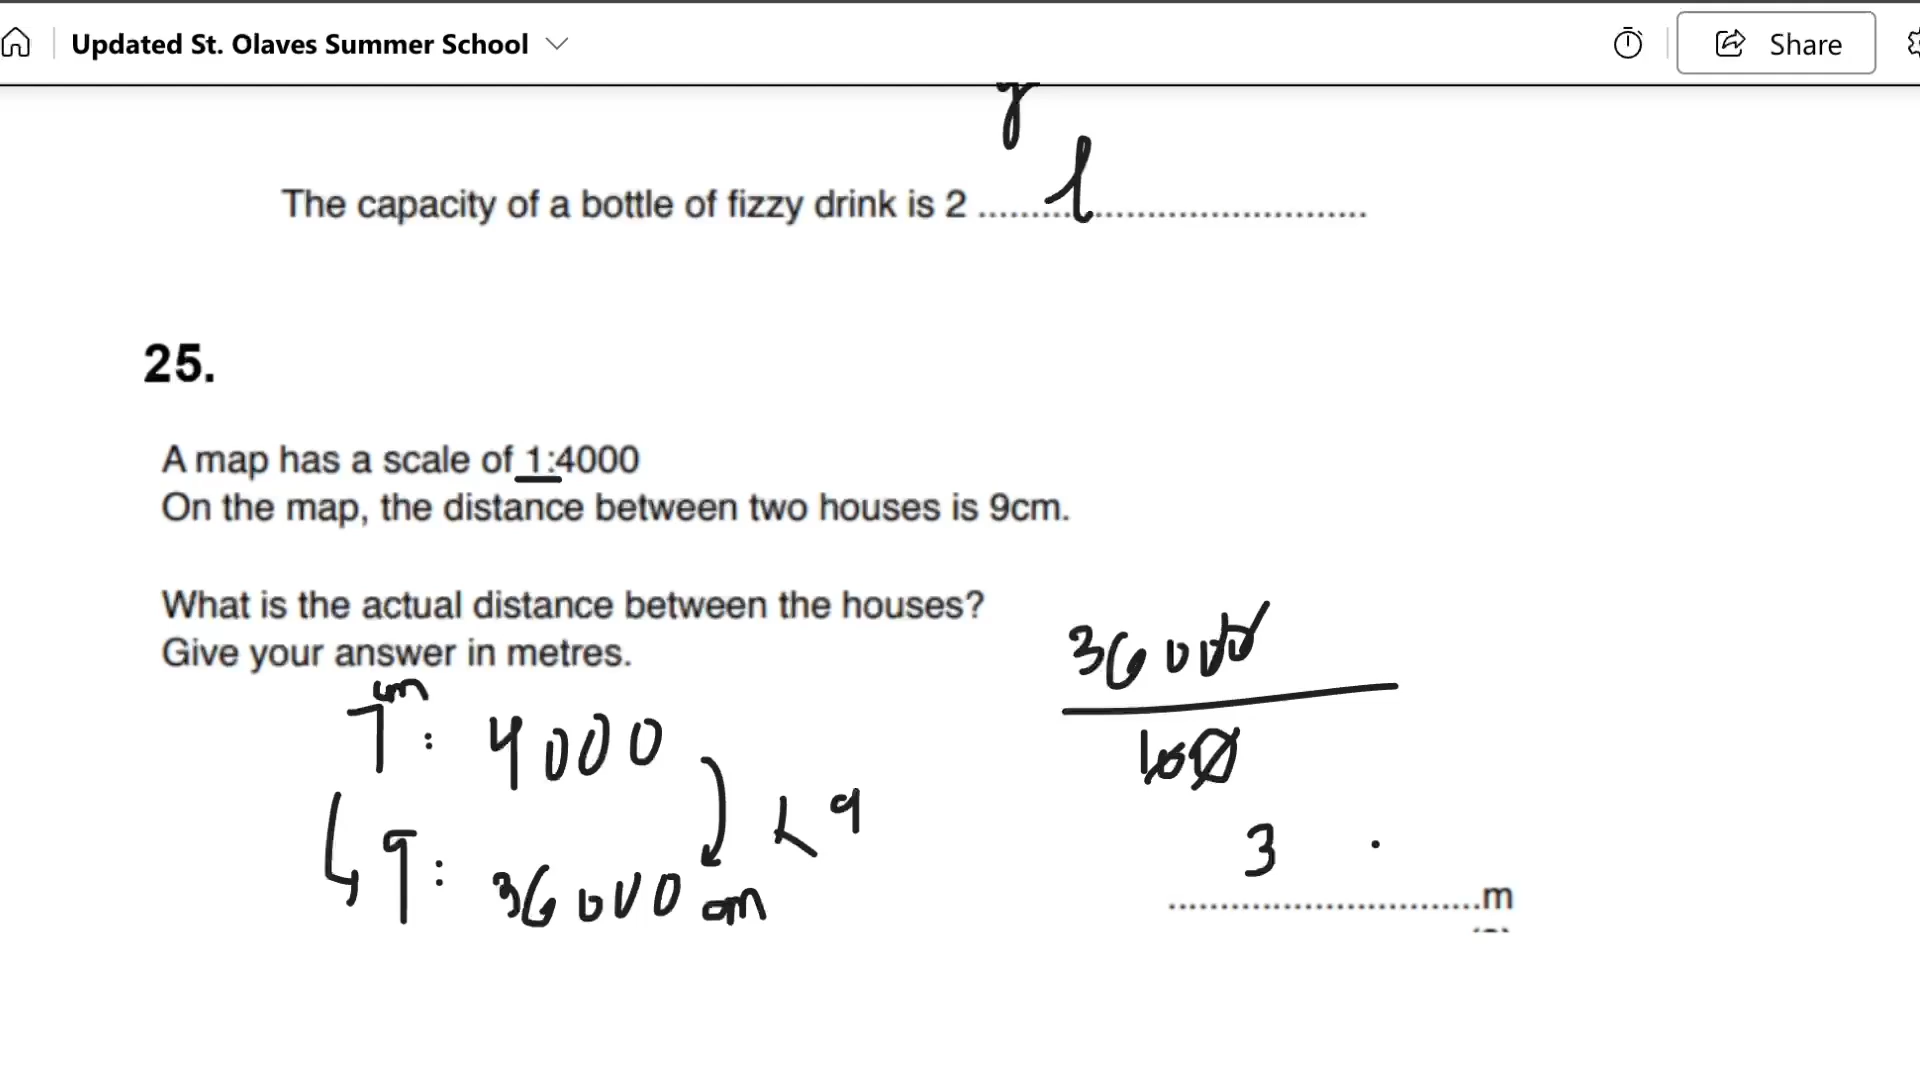 Updated St. Olaves Summer School
Share
The capacity of a bottle of fizzy drink is 2 ........ l ........
25.
A map has a scale of 1:4000
On the map, the distance between two houses is 9cm.
What is the actual distance between the houses?
Give your answer in metres.
cm
1 : 4000
9 : 36000 cm
× 9
36000
100
3 .
..............................m